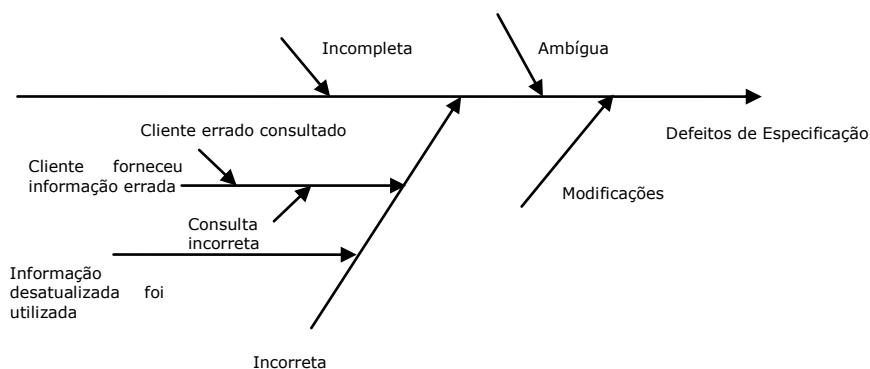 Incompleta
Ambígua
Cliente errado consultado
Defeitos de Especificação
Cliente forneceu
informação errada
Modificações
Consulta
incorreta
Informação
desatualizada foi
utilizada
Incorreta